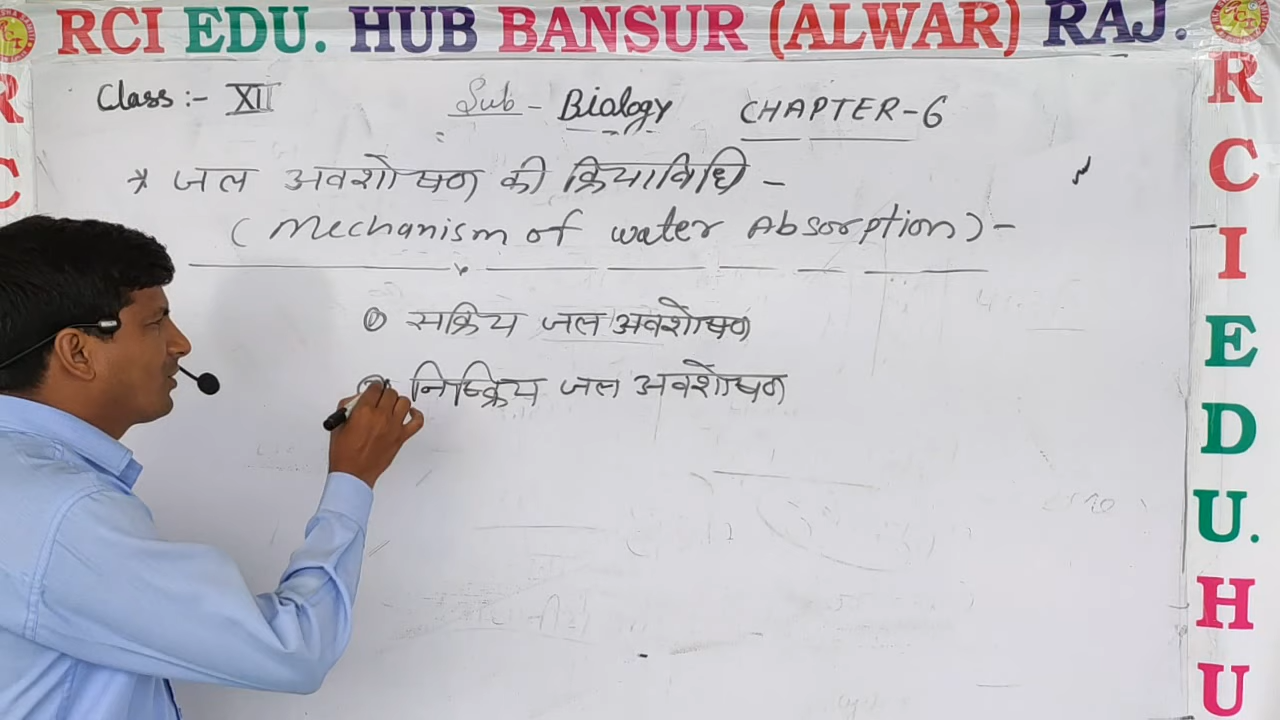 RCI EDU. HUB BANSUR (ALWAR) RAJ.
Class :- XII Sub - Biology CHAPTER-6
* जल अवशोषण की क्रियाविधि -
(Mechanism of water Absorption) -
① सक्रिय जल अवशोषण
② निष्क्रिय जल अवशोषण
R
C
R
C
I
E
D
U.
H
U